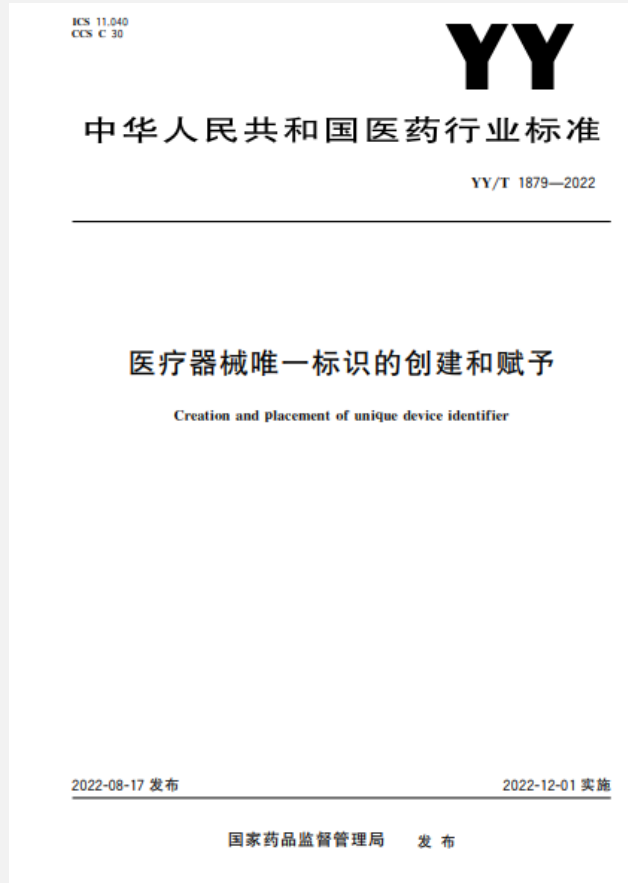 ICS 11.040
CCS C 30
YY
中华人民共和国医药行业标准
YY/T 1879—2022
医疗器械唯一标识的创建和赋予
Creation and placement of unique device identifier
2022-08-17 发布
2022-12-01 实施
国家药品监督管理局 发布